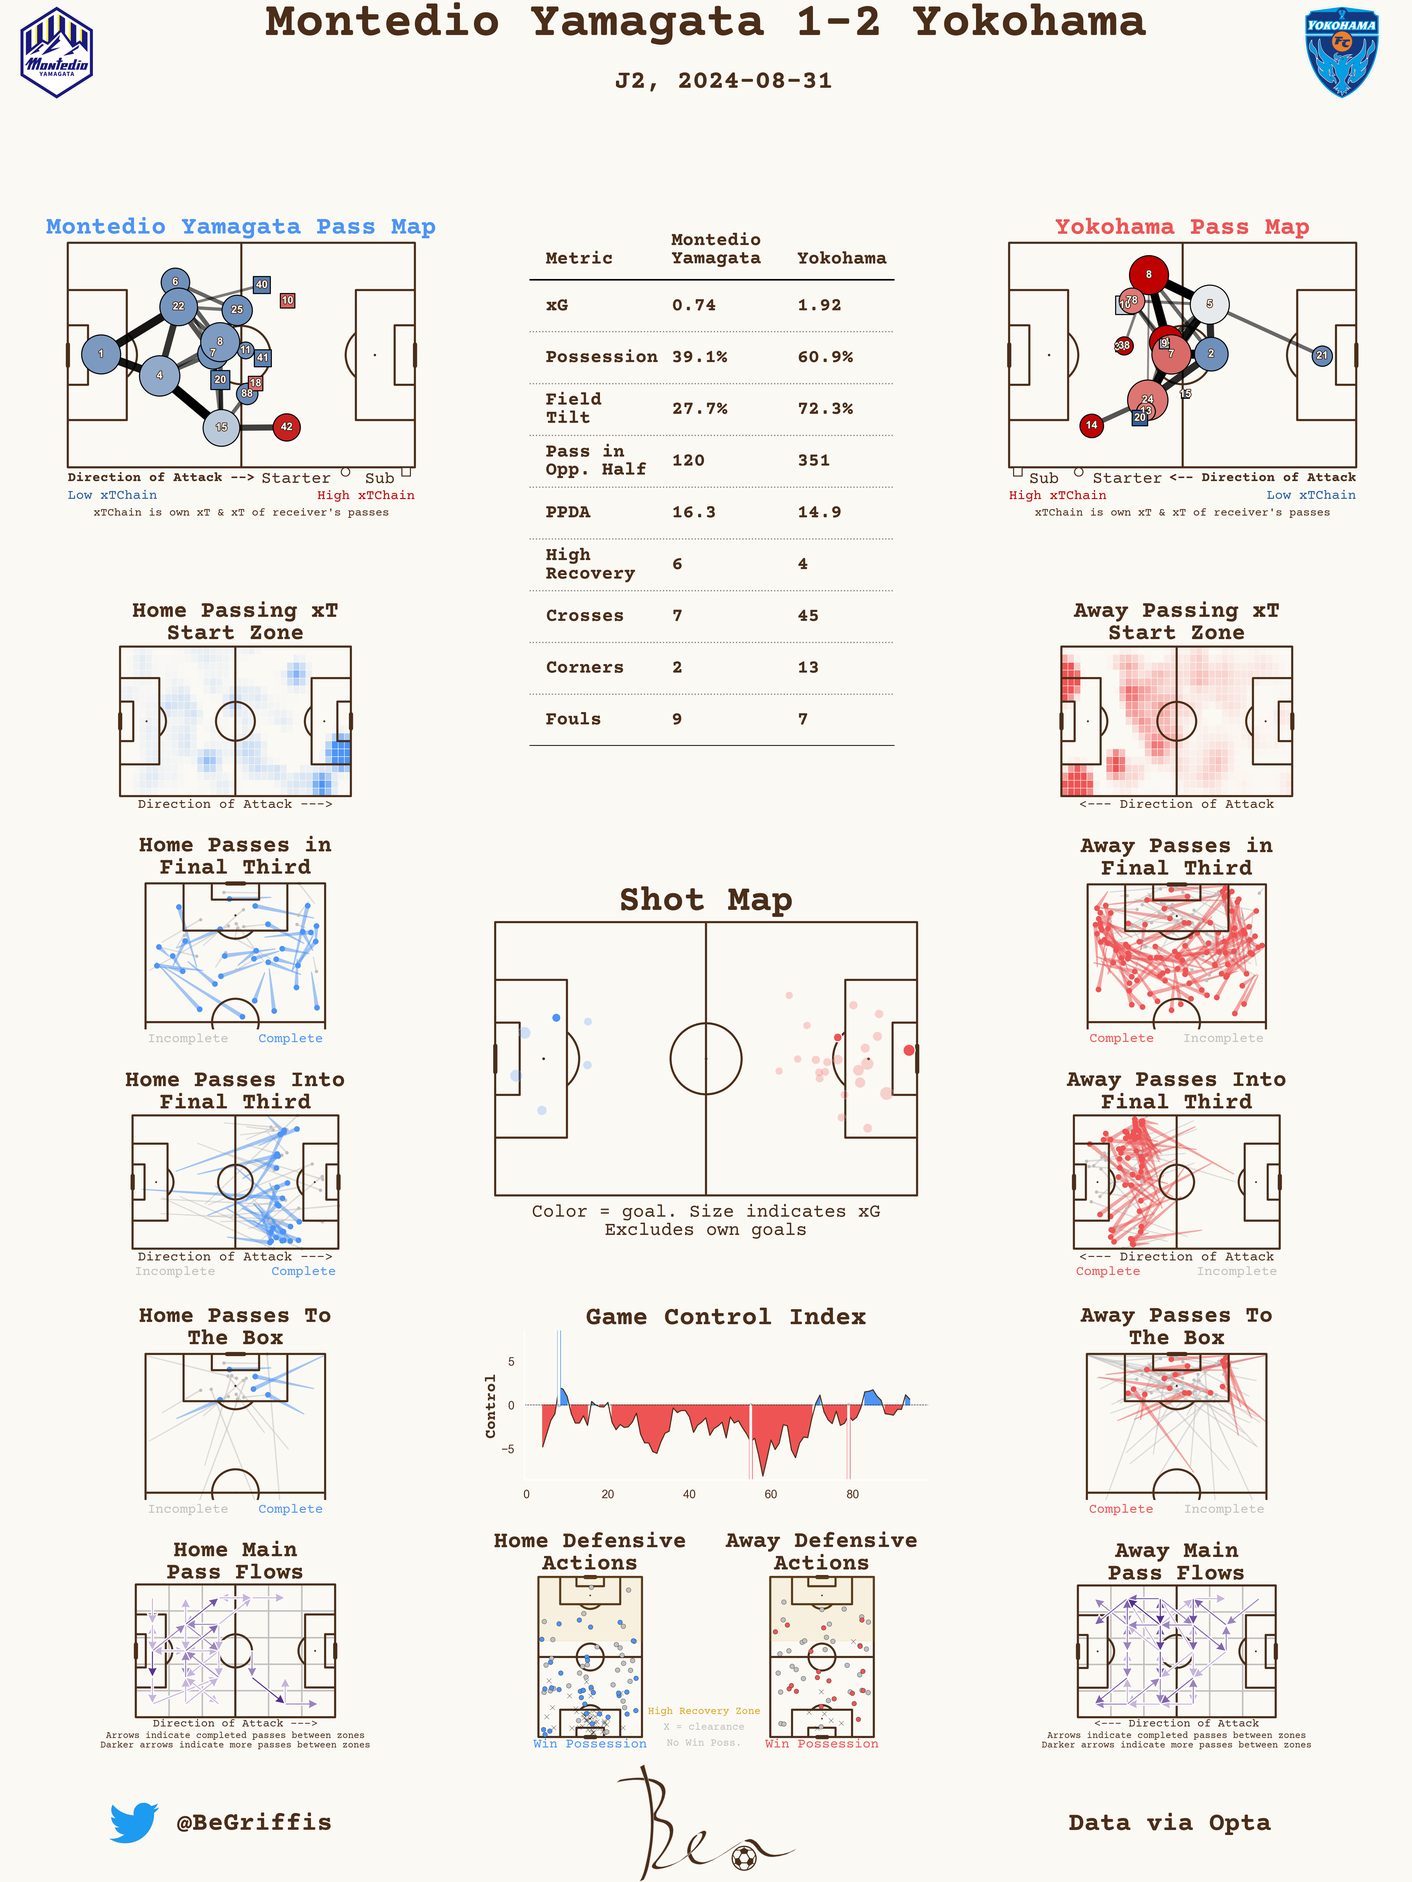 Montedio Yamagata 1-2 Yokohama
J2, 2024-08-31
Montedio
YAMAGATA
YOKOHAMA
FC
Montedio Yamagata Pass Map
6
40
10
22
25
8
7
11
41
1
4
20
18
88
15
42
Direction of Attack --> Starter Sub
Low xTChain High xTChain
xTChain is own xT & xT of receiver's passes
Metric Montedio Yamagata Yokohama
xG 0.74 1.92
Possession 39.1% 60.9%
Field Tilt 27.7% 72.3%
Pass in Opp. Half 120 351
PPDA 16.3 14.9
High Recovery 6 4
Crosses 7 45
Corners 2 13
Fouls 9 7
Yokohama Pass Map
8
78
5
38
9
7
2
21
24
13
15
20
14
Sub Starter <-- Direction of Attack
High xTChain Low xTChain
xTChain is own xT & xT of receiver's passes
Home Passing xT
Start Zone
Direction of Attack --->
Away Passing xT
Start Zone
<--- Direction of Attack
Home Passes in
Final Third
Incomplete Complete
Away Passes in
Final Third
Complete Incomplete
Shot Map
Color = goal. Size indicates xG
Excludes own goals
Home Passes Into
Final Third
Direction of Attack --->
Incomplete Complete
Away Passes Into
Final Third
<--- Direction of Attack
Complete Incomplete
Home Passes To
The Box
Incomplete Complete
Game Control Index
Control
5
0
−5
0 20 40 60 80
Away Passes To
The Box
Complete Incomplete
Home Main
Pass Flows
Direction of Attack --->
Arrows indicate completed passes between zones
Darker arrows indicate more passes between zones
Home Defensive
Actions
Win Possession
Away Defensive
Actions
Win Possession
High Recovery Zone
X = clearance
No Win Poss.
Away Main
Pass Flows
<--- Direction of Attack
Arrows indicate completed passes between zones
Darker arrows indicate more passes between zones
@BeGriffis
Ben
Data via Opta